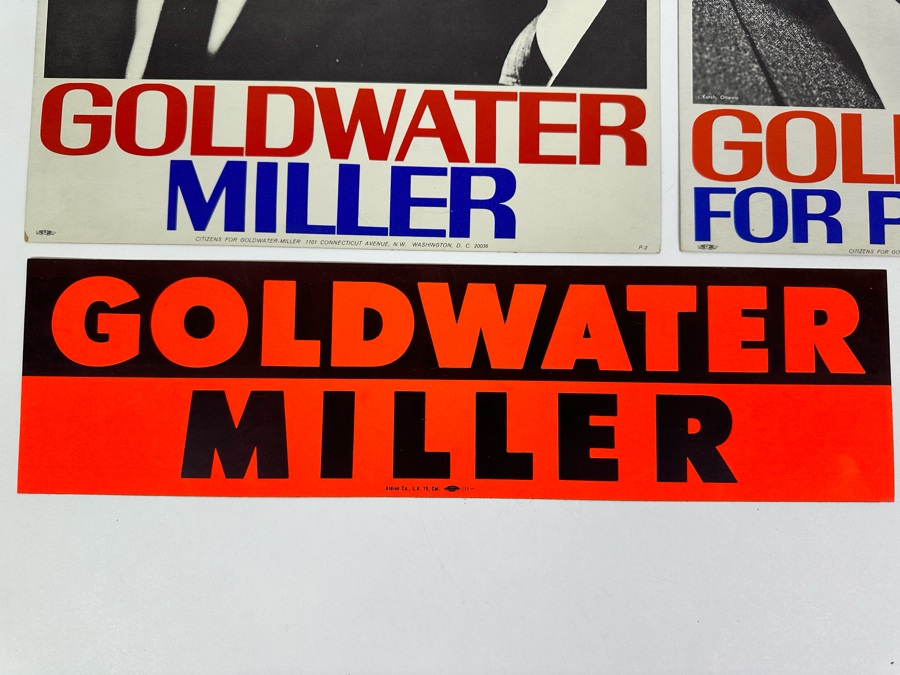 GOLDWATER
MILLER
CITIZENS FOR GOLDWATER-MILLER 1101 CONNECTICUT AVENUE, N.W. WASHINGTON, D. C. 20036
P-3
Karsh, Ottawa
GOL
FOR P
CITIZENS FOR GO
GOLDWATER
MILLER
Aldine Co., L.A. 15, Cal.